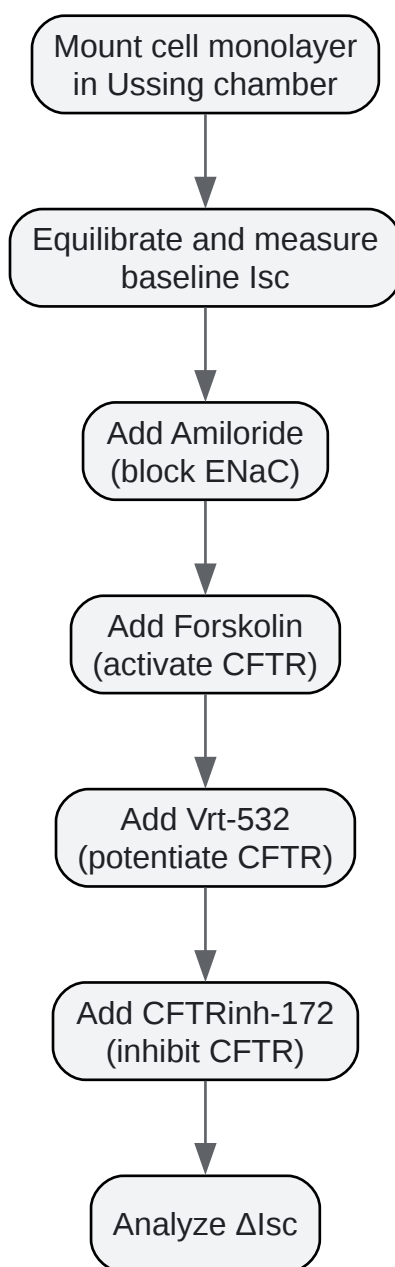 Mount cell monolayer
in Ussing chamber
Equilibrate and measure
baseline Isc
Add Amiloride
(block ENaC)
Add Forskolin
(activate CFTR)
Add Vrt-532
(potentiate CFTR)
Add CFTRinh-172
(inhibit CFTR)
Analyze ΔIsc